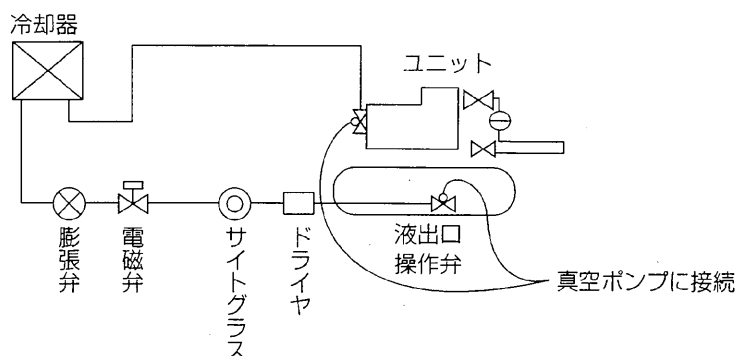 冷却器
ユニット
膨張弁
電磁弁
サイトグラス
ドライヤ
液出口
操作弁
真空ポンプに接続